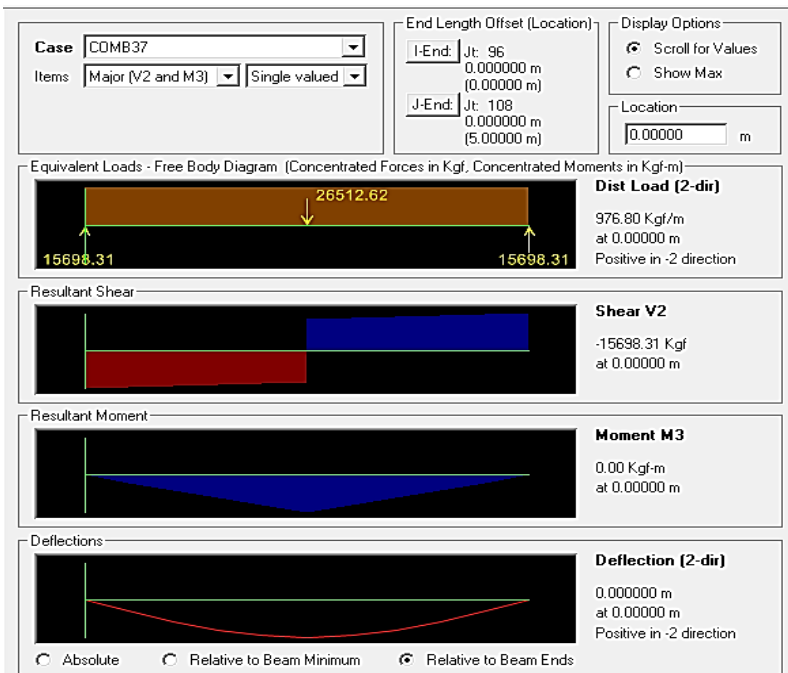 End Length Offset (Location)
Display Options
Case COMB37
Items Major (V2 and M3) Single valued
I-End: Jt: 96
0.000000 m
(0.00000 m)
J-End: Jt: 108
0.000000 m
(5.00000 m)
Scroll for Values
Show Max
Location
0.00000 m
Equivalent Loads - Free Body Diagram (Concentrated Forces in Kgf, Concentrated Moments in Kgf-m)
26512.62
15698.31
15698.31
Dist Load (2-dir)
976.80 Kgf/m
at 0.00000 m
Positive in -2 direction
Resultant Shear
Shear V2
-15698.31 Kgf
at 0.00000 m
Resultant Moment
Moment M3
0.00 Kgf-m
at 0.00000 m
Deflections
Deflection (2-dir)
0.000000 m
at 0.00000 m
Positive in -2 direction
Absolute Relative to Beam Minimum Relative to Beam Ends